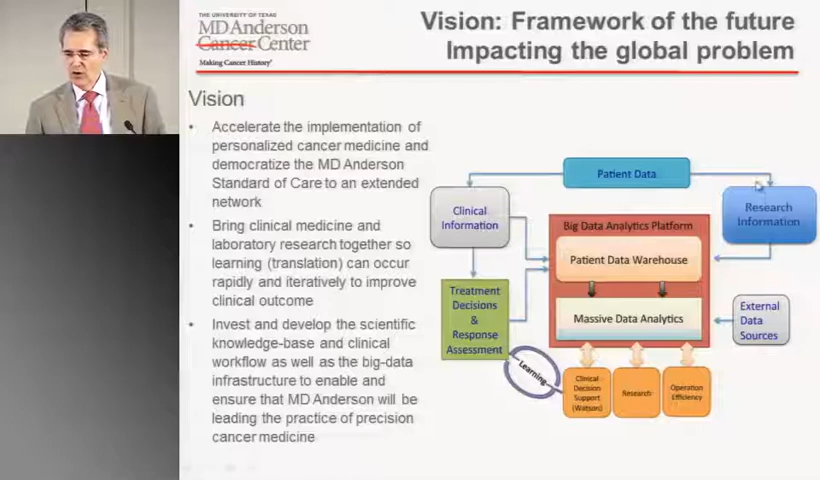 THE UNIVERSITY OF TEXAS
MD Anderson
Cancer Center
Making Cancer History®
Vision: Framework of the future
Impacting the global problem
Vision
• Accelerate the implementation of
personalized cancer medicine and
democratize the MD Anderson
Standard of Care to an extended
network
• Bring clinical medicine and
laboratory research together so
learning (translation) can occur
rapidly and iteratively to improve
clinical outcome
• Invest and develop the scientific
knowledge-base and clinical
workflow as well as the big-data
infrastructure to enable and
ensure that MD Anderson will be
leading the practice of precision
cancer medicine
Patient Data
Clinical
Information
Research
Information
Big Data Analytics Platform
Patient Data Warehouse
Treatment
Decisions
&
Response
Assessment
Massive Data Analytics
External
Data
Sources
Learning
Clinical
Decision
Support
(Watson)
Research
Operation
Efficiency